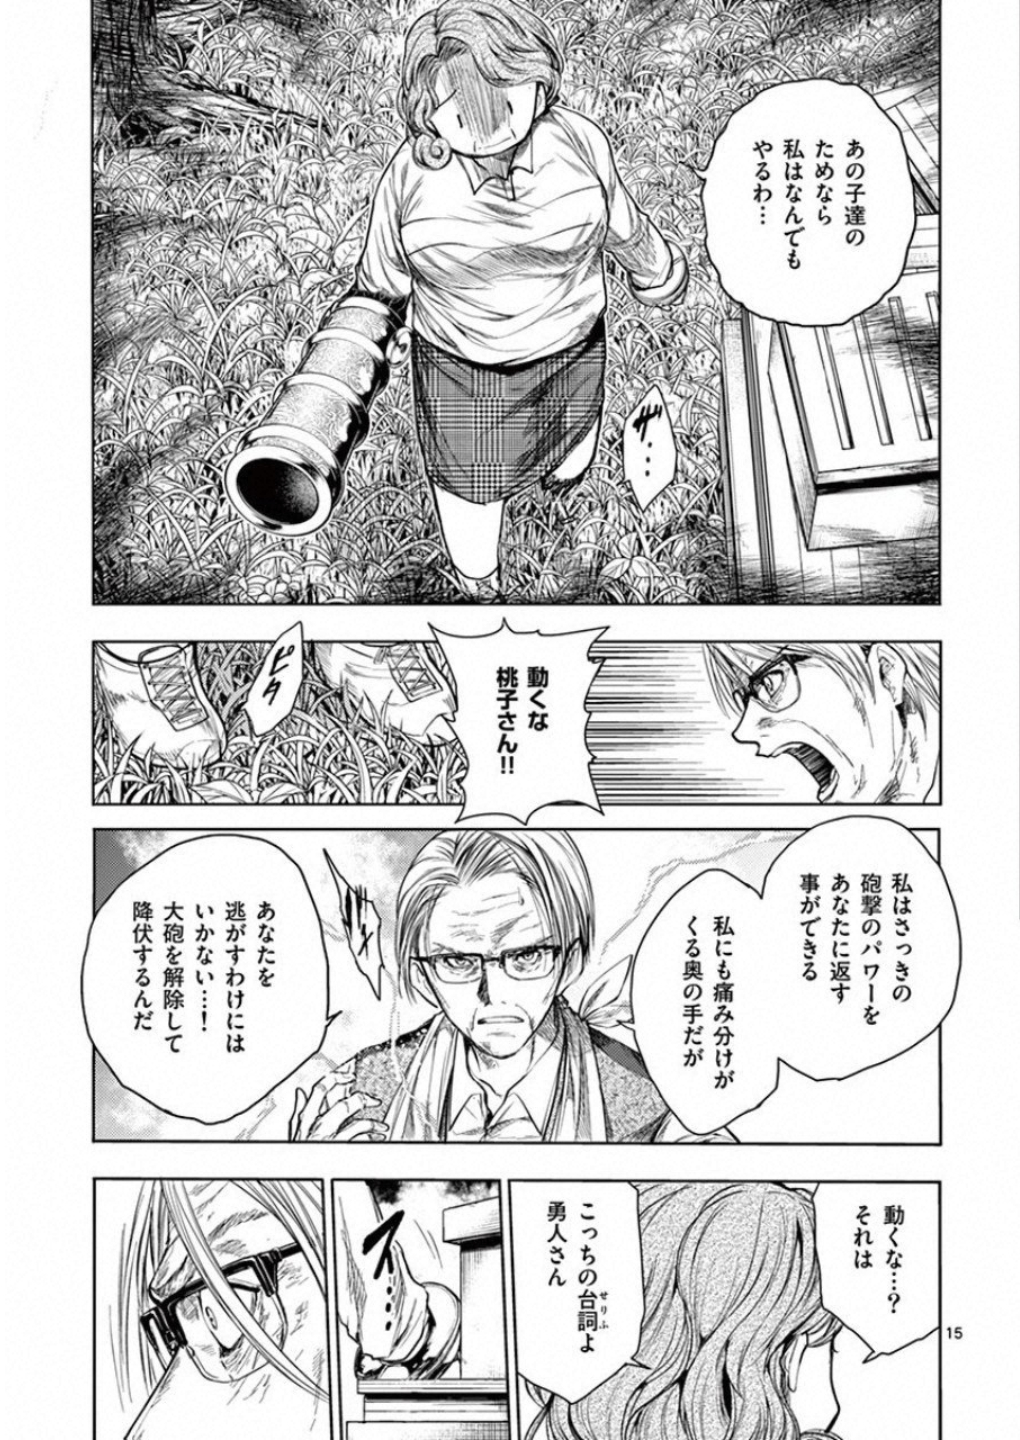 あの子達の
ためなら
私はなんでも
やるわ…
ザ…
動くな
桃子さん!!
ピタ
私はさっきの
砲撃のパワーを
あなたに返す
事ができる
私にも痛み分けが
くる奥の手だが
あなたを
逃がすわけには
いかない…!
大砲を解除して
降伏するんだ
動くな…?
それは
こっちの台詞よ
せりふ
勇人さん
ス…
15